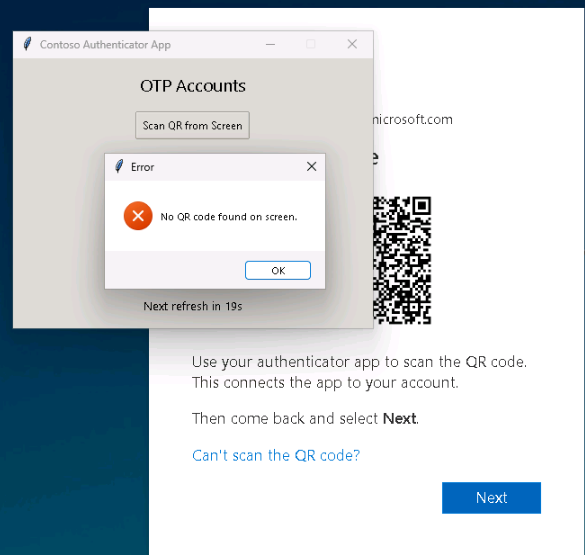 Contoso Authenticator App
OTP Accounts
Scan QR from Screen
Error
No QR code found on screen.
OK
Next refresh in 19s
microsoft.com
Use your authenticator app to scan the QR code.
This connects the app to your account.
Then come back and select Next.
Can't scan the QR code?
Next